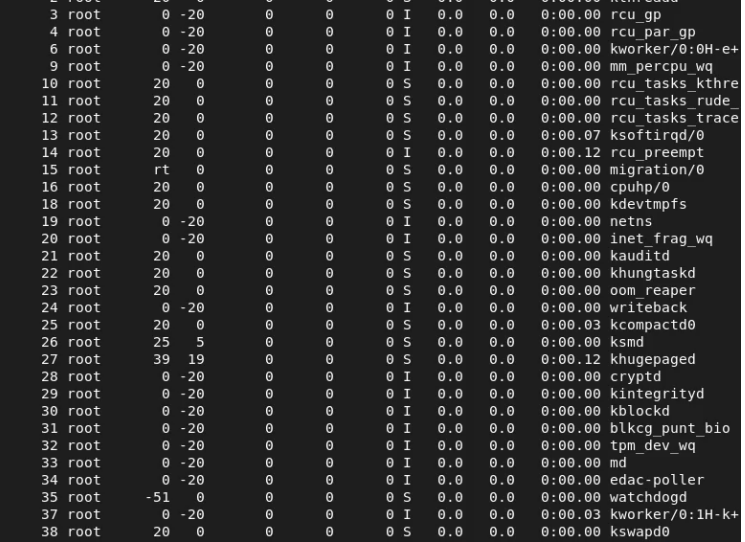 3 root 0 -20 0 0 0 I 0.0 0.0 0:00.00 rcu_gp
4 root 0 -20 0 0 0 I 0.0 0.0 0:00.00 rcu_par_gp
6 root 0 -20 0 0 0 I 0.0 0.0 0:00.00 kworker/0:0H-e+
9 root 0 -20 0 0 0 I 0.0 0.0 0:00.00 mm_percpu_wq
10 root 20 0 0 0 0 S 0.0 0.0 0:00.00 rcu_tasks_kthre
11 root 20 0 0 0 0 S 0.0 0.0 0:00.00 rcu_tasks_rude_
12 root 20 0 0 0 0 S 0.0 0.0 0:00.00 rcu_tasks_trace
13 root 20 0 0 0 0 S 0.0 0.0 0:00.07 ksoftirqd/0
14 root 20 0 0 0 0 I 0.0 0.0 0:00.12 rcu_preempt
15 root rt 0 0 0 0 S 0.0 0.0 0:00.00 migration/0
16 root 20 0 0 0 0 S 0.0 0.0 0:00.00 cpuhp/0
18 root 20 0 0 0 0 S 0.0 0.0 0:00.00 kdevtmpfs
19 root 0 -20 0 0 0 I 0.0 0.0 0:00.00 netns
20 root 0 -20 0 0 0 I 0.0 0.0 0:00.00 inet_frag_wq
21 root 20 0 0 0 0 S 0.0 0.0 0:00.00 kauditd
22 root 20 0 0 0 0 S 0.0 0.0 0:00.00 khungtaskd
23 root 20 0 0 0 0 S 0.0 0.0 0:00.00 oom_reaper
24 root 0 -20 0 0 0 I 0.0 0.0 0:00.00 writeback
25 root 20 0 0 0 0 S 0.0 0.0 0:00.03 kcompactd0
26 root 25 5 0 0 0 S 0.0 0.0 0:00.00 ksmd
27 root 39 19 0 0 0 S 0.0 0.0 0:00.12 khugepaged
28 root 0 -20 0 0 0 I 0.0 0.0 0:00.00 cryptd
29 root 0 -20 0 0 0 I 0.0 0.0 0:00.00 kintegrityd
30 root 0 -20 0 0 0 I 0.0 0.0 0:00.00 kblockd
31 root 0 -20 0 0 0 I 0.0 0.0 0:00.00 blkcg_punt_bio
32 root 0 -20 0 0 0 I 0.0 0.0 0:00.00 tpm_dev_wq
33 root 0 -20 0 0 0 I 0.0 0.0 0:00.00 md
34 root 0 -20 0 0 0 I 0.0 0.0 0:00.00 edac-poller
35 root -51 0 0 0 0 S 0.0 0.0 0:00.00 watchdogd
37 root 0 -20 0 0 0 I 0.0 0.0 0:00.03 kworker/0:1H-k+
38 root 20 0 0 0 0 S 0.0 0.0 0:00.00 kswapd0